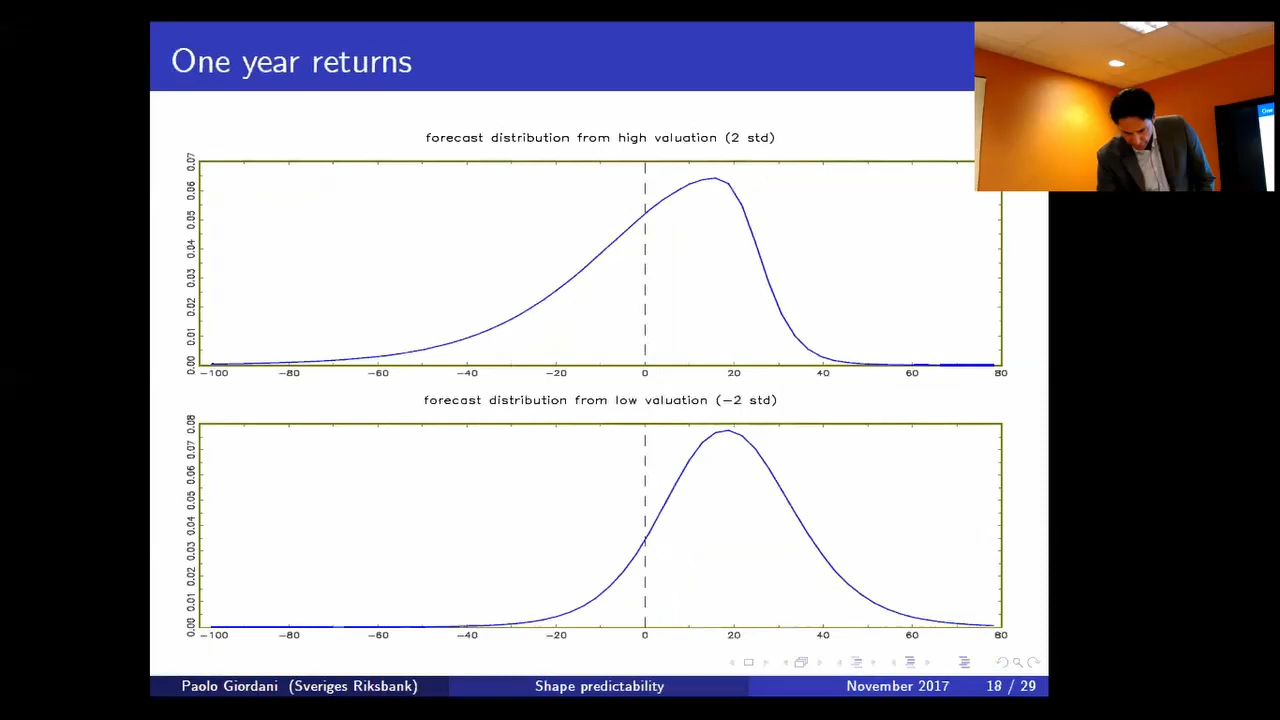 One year returns
forecast distribution from high valuation (2 std)
0.07
0.06
0.05
0.04
0.03
0.02
0.01
0.00
−100 −80 −60 −40 −20 0 20 40 60 80
forecast distribution from low valuation (−2 std)
0.08
0.07
0.06
0.05
0.04
0.03
0.02
0.01
0.00
−100 −80 −60 −40 −20 0 20 40 60 80
Paolo Giordani (Sveriges Riksbank) Shape predictability November 2017 18 / 29